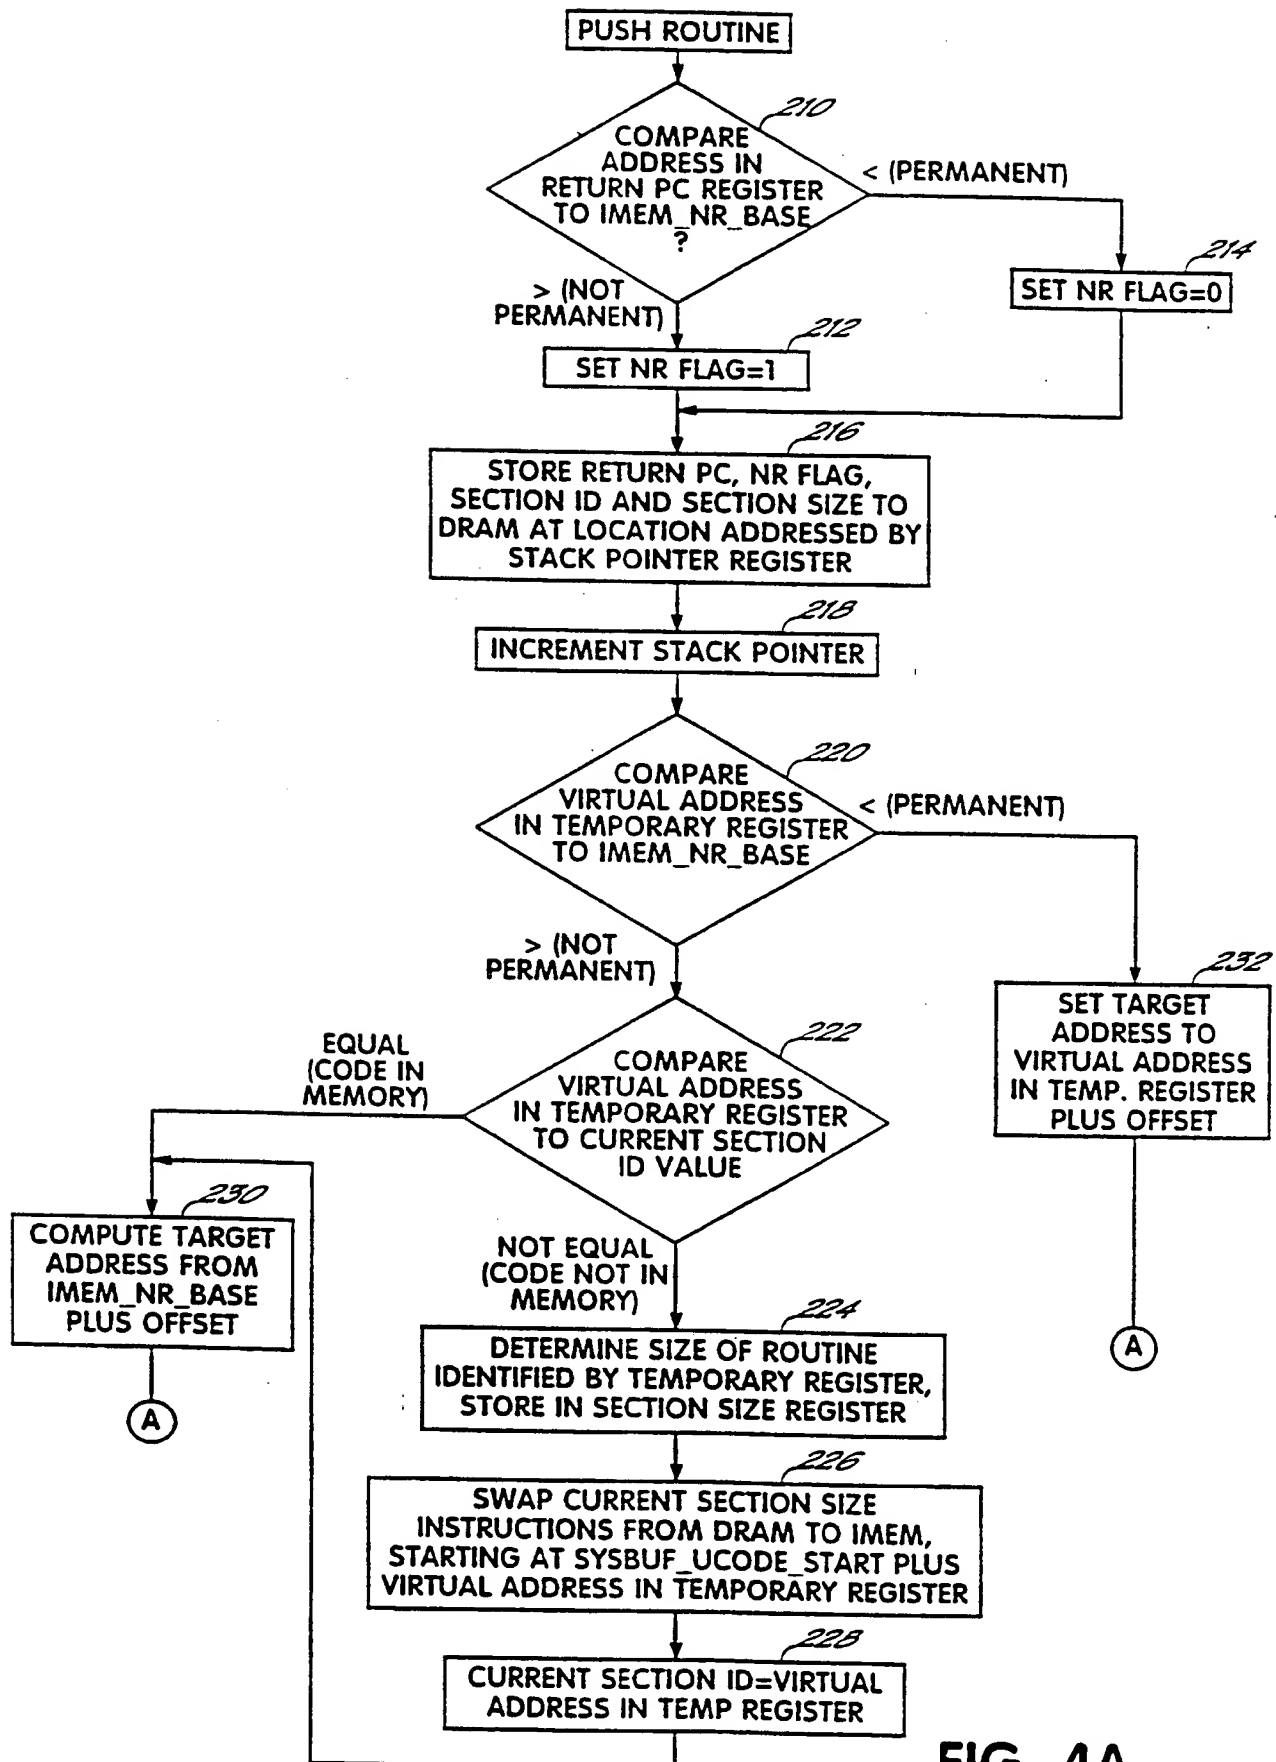 PUSH ROUTINE
210
COMPARE
ADDRESS IN
RETURN PC REGISTER
TO IMEM_NR_BASE
?
< (PERMANENT)
214
SET NR FLAG=0
> (NOT
PERMANENT)
212
SET NR FLAG=1
216
STORE RETURN PC, NR FLAG,
SECTION ID AND SECTION SIZE TO
DRAM AT LOCATION ADDRESSED BY
STACK POINTER REGISTER
218
INCREMENT STACK POINTER
220
COMPARE
VIRTUAL ADDRESS
IN TEMPORARY REGISTER
TO IMEM_NR_BASE
< (PERMANENT)
> (NOT
PERMANENT)
232
SET TARGET
ADDRESS TO
VIRTUAL ADDRESS
IN TEMP. REGISTER
PLUS OFFSET
A
222
COMPARE
VIRTUAL ADDRESS
IN TEMPORARY REGISTER
TO CURRENT SECTION
ID VALUE
EQUAL
(CODE IN
MEMORY)
230
COMPUTE TARGET
ADDRESS FROM
IMEM_NR_BASE
PLUS OFFSET
A
NOT EQUAL
(CODE NOT IN
MEMORY)
224
DETERMINE SIZE OF ROUTINE
IDENTIFIED BY TEMPORARY REGISTER,
STORE IN SECTION SIZE REGISTER
226
SWAP CURRENT SECTION SIZE
INSTRUCTIONS FROM DRAM TO IMEM,
STARTING AT SYSBUF_UCODE_START PLUS
VIRTUAL ADDRESS IN TEMPORARY REGISTER
228
CURRENT SECTION ID=VIRTUAL
ADDRESS IN TEMP REGISTER
FIG. 4A